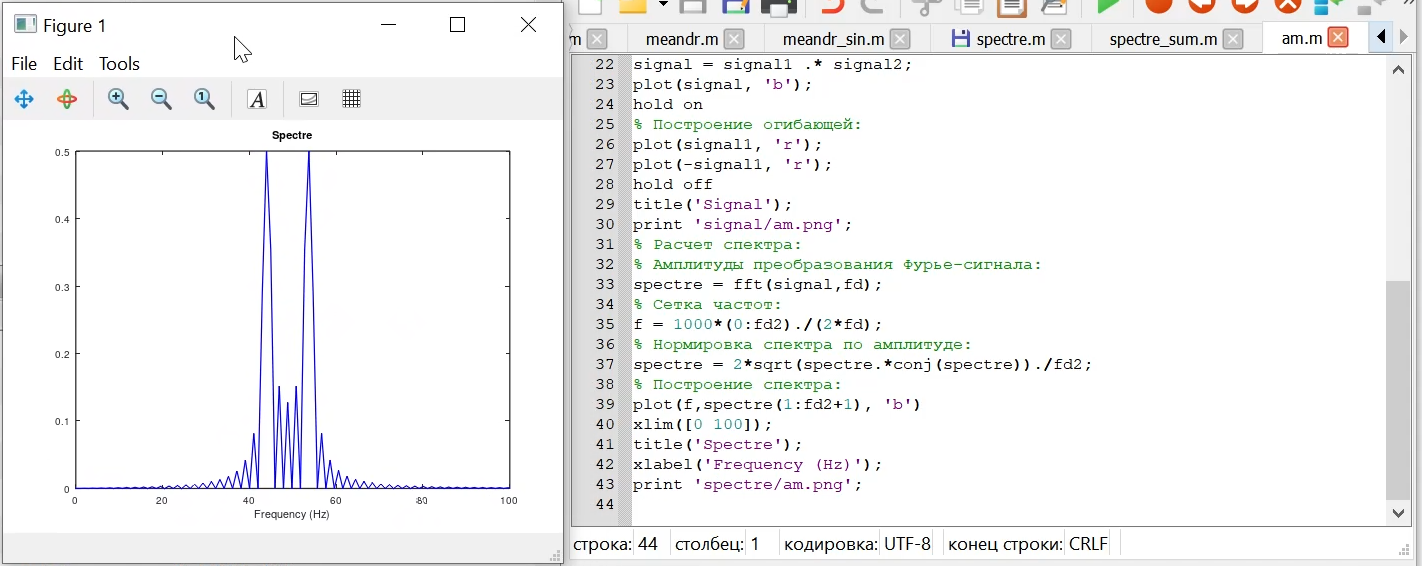 Figure 1
File Edit Tools
A
Spectre
0.5
0.4
0.3
0.2
0.1
0
0 20 40 60 80 100
Frequency (Hz)
m meandr.m meandr_sin.m spectre.m spectre_sum.m am.m
22 signal = signal1 .* signal2;
23 plot(signal, 'b');
24 hold on
25 % Построение огибающей:
26 plot(signal1, 'r');
27 plot(-signal1, 'r');
28 hold off
29 title('Signal');
30 print 'signal/am.png';
31 % Расчет спектра:
32 % Амплитуды преобразования Фурье-сигнала:
33 spectre = fft(signal,fd);
34 % Сетка частот:
35 f = 1000*(0:fd2)./(2*fd);
36 % Нормировка спектра по амплитуде:
37 spectre = 2*sqrt(spectre.*conj(spectre))./fd2;
38 % Построение спектра:
39 plot(f,spectre(1:fd2+1), 'b')
40 xlim([0 100]);
41 title('Spectre');
42 xlabel('Frequency (Hz)');
43 print 'spectre/am.png';
44
строка: 44 столбец: 1 кодировка: UTF-8 конец строки: CRLF